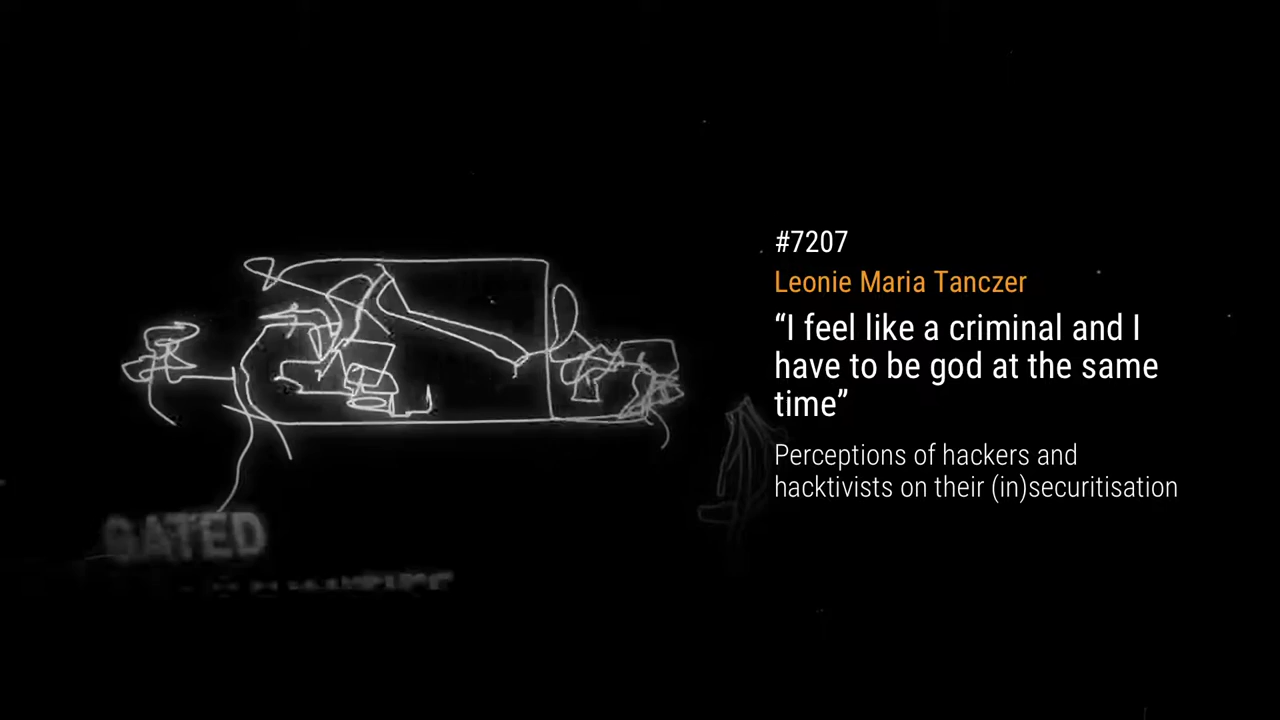 #7207
Leonie Maria Tanczer
“I feel like a criminal and I
have to be god at the same
time”
Perceptions of hackers and
hacktivists on their (in)securitisation
GATED